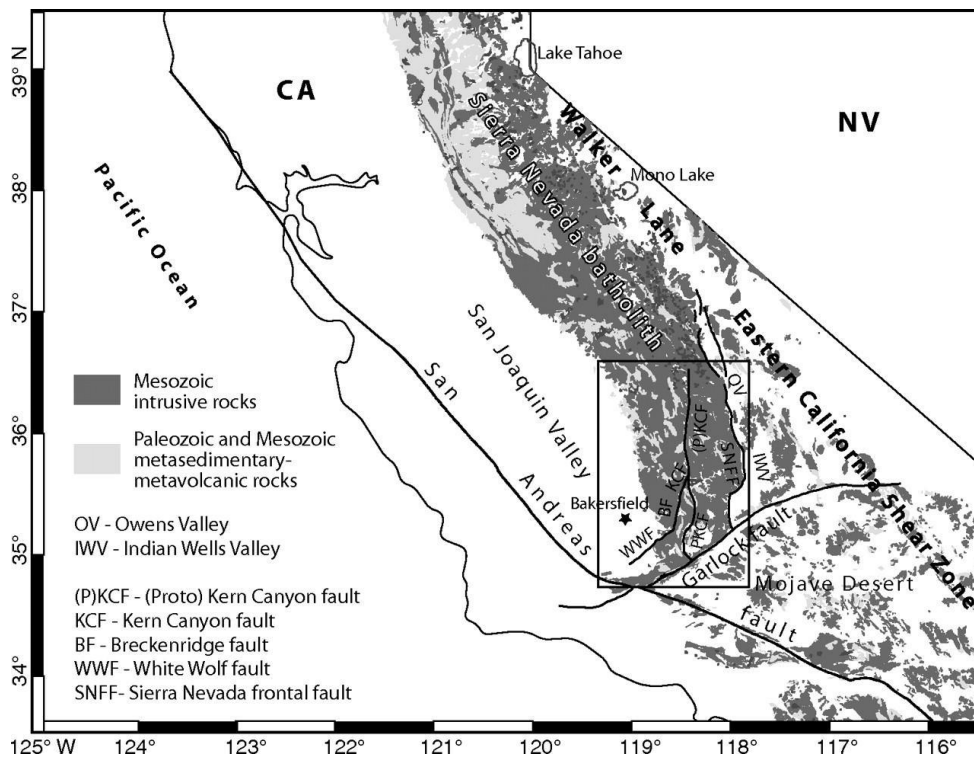 39° N
38°
37°
36°
35°
34°
125° W
124°
123°
122°
121°
120°
119°
118°
117°
116°
CA
NV
Lake Tahoe
Mono Lake
Walker Lane
Sierra Nevada batholith
Eastern California Shear Zone
Pacific Ocean
San Joaquin Valley
San Andreas fault
Garlock fault
Mojave Desert
Bakersfield
OV
IWV
SNFF
(P)KCF
KCF
BF
PKCF
WWF
Mesozoic
intrusive rocks
Paleozoic and Mesozoic
metasedimentary-
metavolcanic rocks
OV - Owens Valley
IWV - Indian Wells Valley
(P)KCF - (Proto) Kern Canyon fault
KCF - Kern Canyon fault
BF - Breckenridge fault
WWF - White Wolf fault
SNFF- Sierra Nevada frontal fault